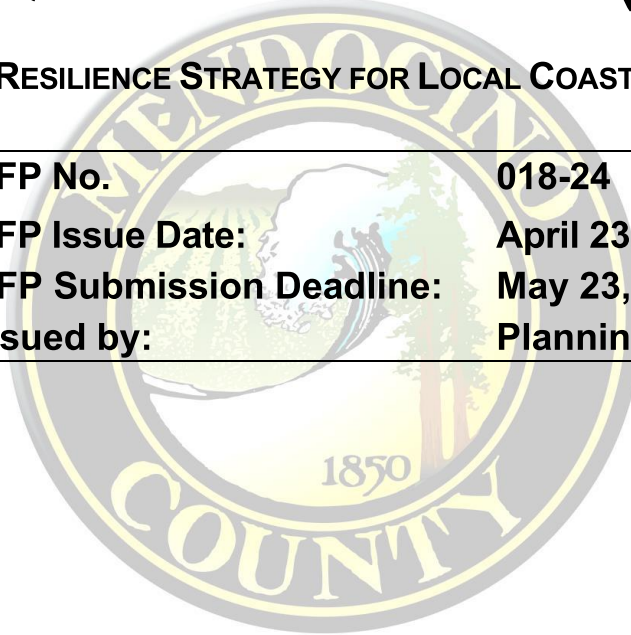 RESILIENCE STRATEGY FOR LOCAL COAST
FP No. 018-24
FP Issue Date: April 23
FP Submission Deadline: May 23,
sued by: Plannin
MENDOCINO
1850
COUNTY